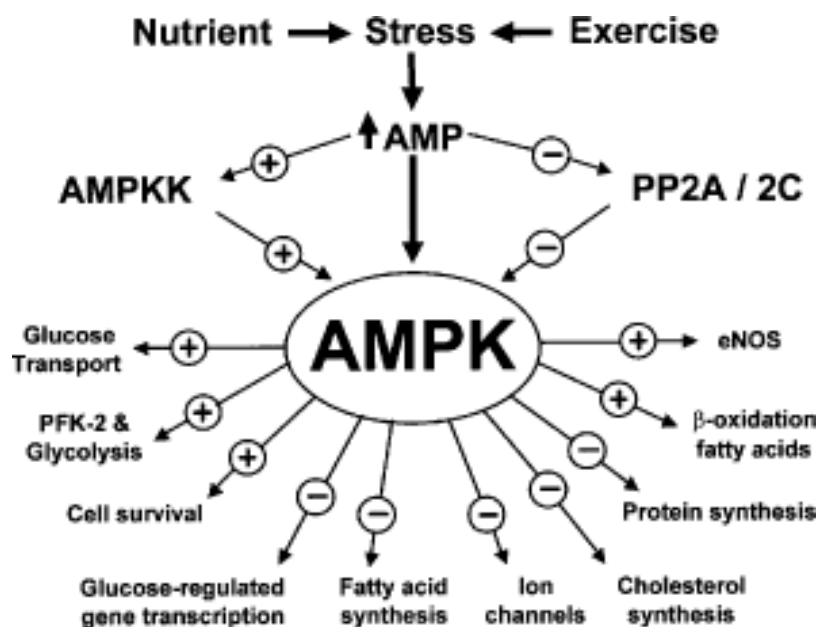 Nutrient Stress Exercise
AMP
AMPKK
PP2A / 2C
AMPK
Glucose
Transport
eNOS
PFK-2 &
Glycolysis
β-oxidation
fatty acids
Cell survival
Protein synthesis
Glucose-regulated
gene transcription
Fatty acid
synthesis
Ion
channels
Cholesterol
synthesis